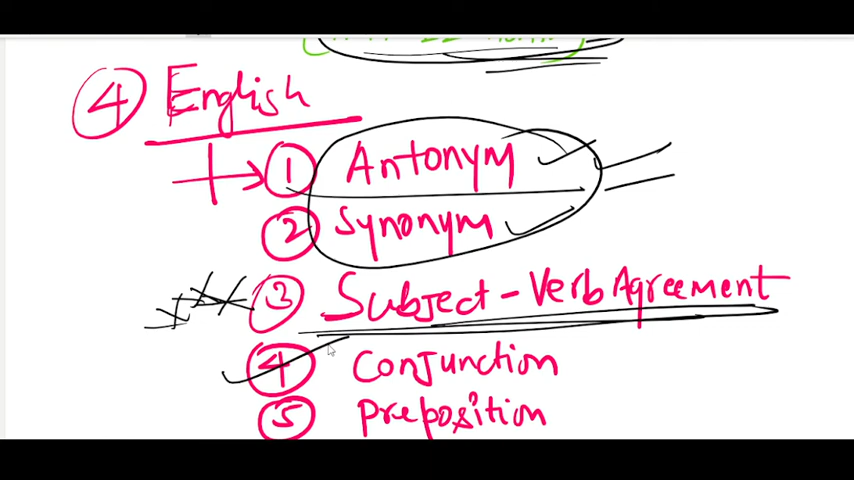 ④ English
① Antonym
② Synonym
③ Subject - Verb Agreement
④ Conjunction
⑤ Preposition